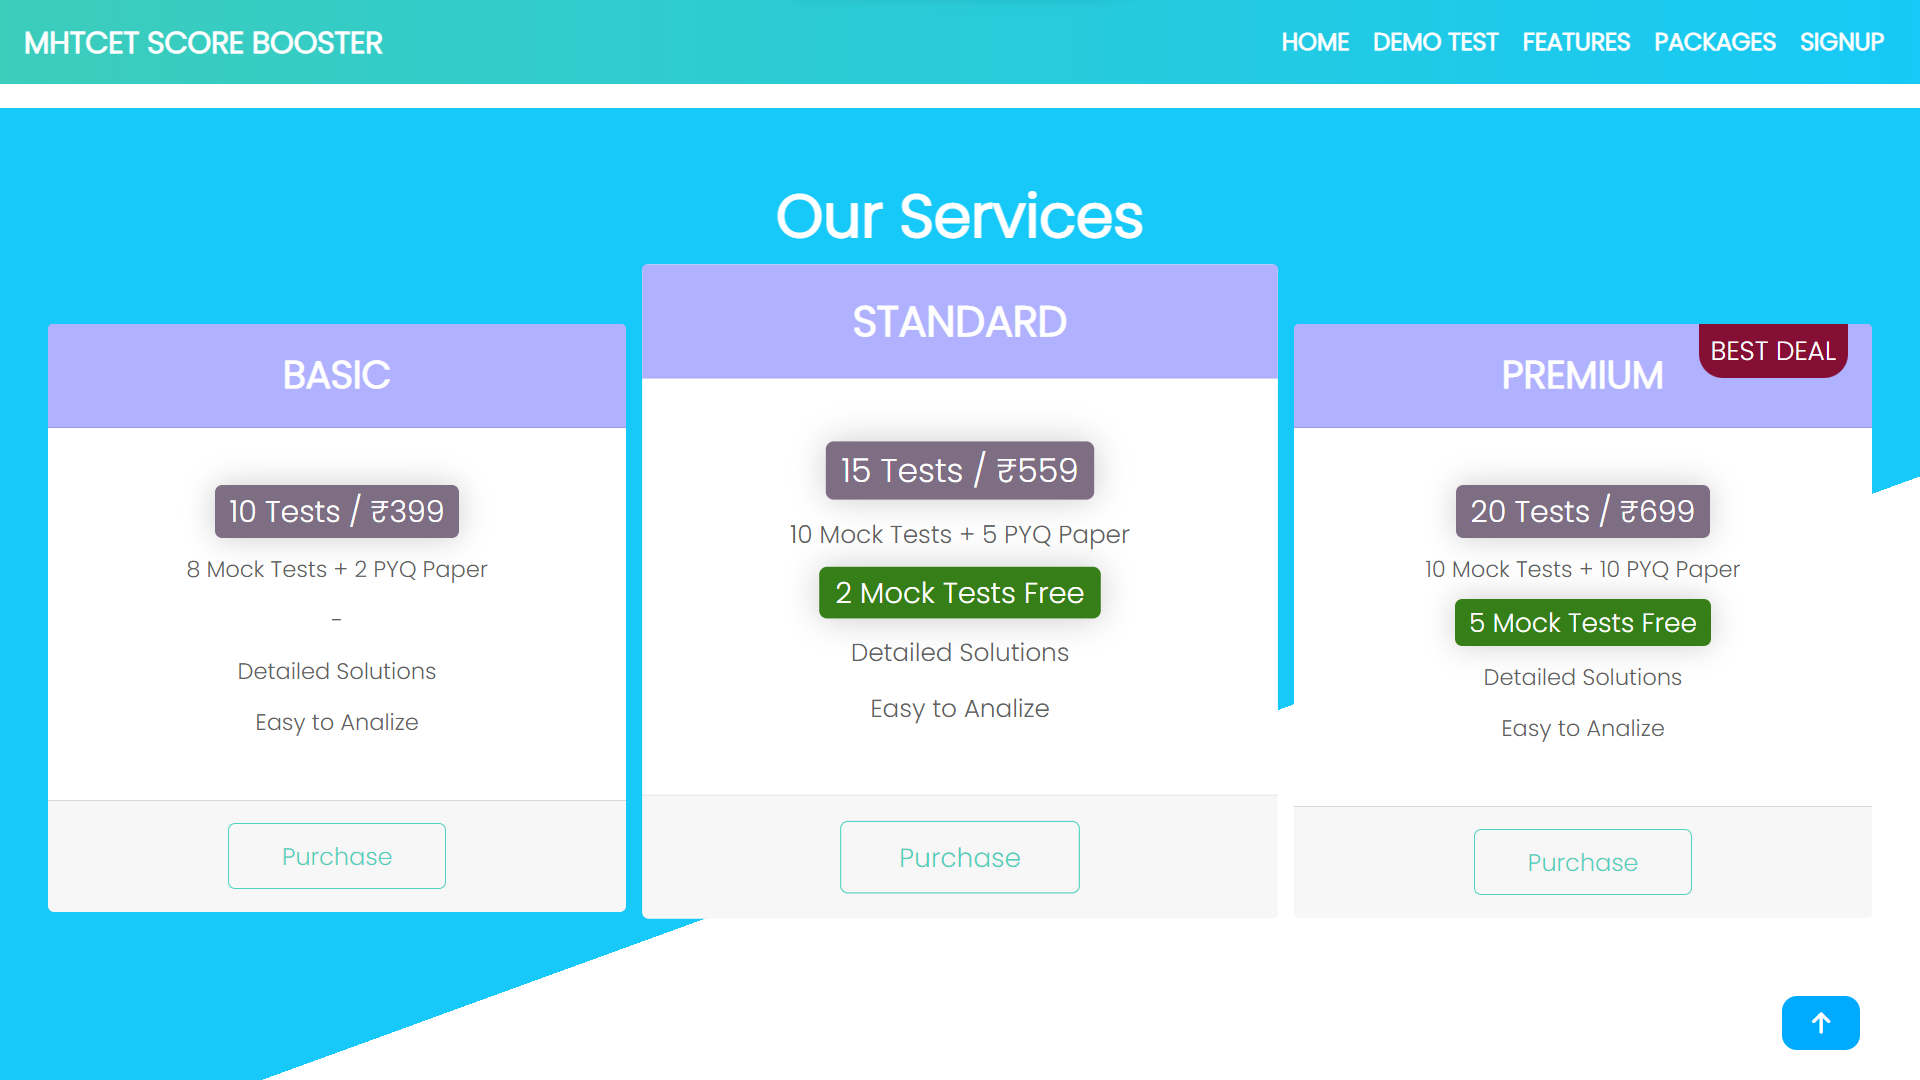 MHTCET SCORE BOOSTER
HOME DEMO TEST FEATURES PACKAGES SIGNUP
Our Services
BASIC
10 Tests / ₹399
8 Mock Tests + 2 PYQ Paper
-
Detailed Solutions
Easy to Analize
Purchase
STANDARD
15 Tests / ₹559
10 Mock Tests + 5 PYQ Paper
2 Mock Tests Free
Detailed Solutions
Easy to Analize
Purchase
BEST DEAL
PREMIUM
20 Tests / ₹699
10 Mock Tests + 10 PYQ Paper
5 Mock Tests Free
Detailed Solutions
Easy to Analize
Purchase